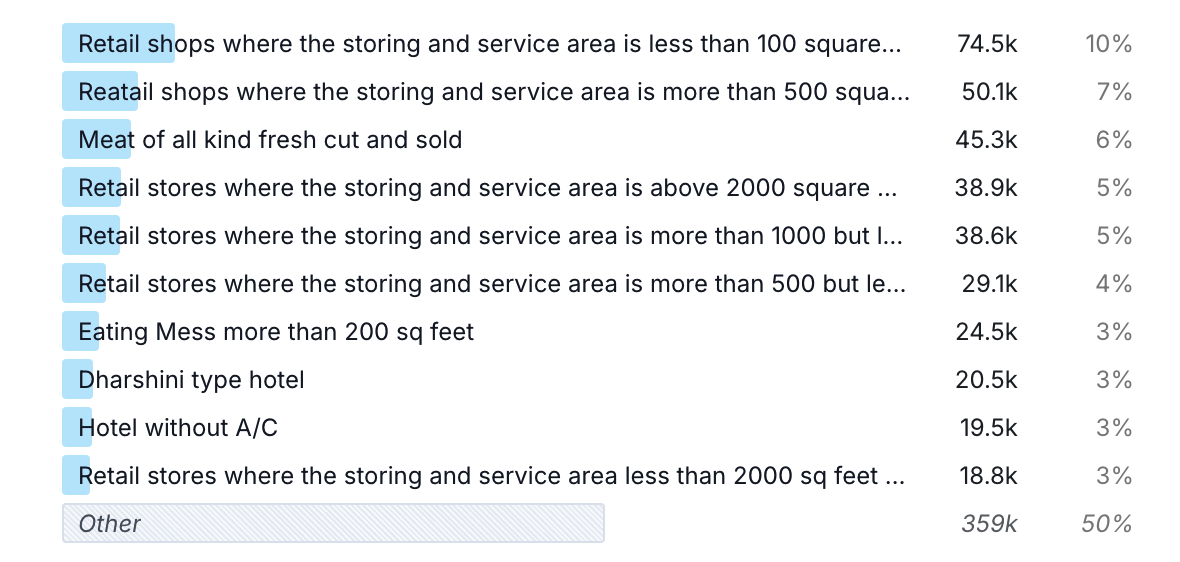 Retail shops where the storing and service area is less than 100 square... 74.5k 10%
Reatail shops where the storing and service area is more than 500 squa... 50.1k 7%
Meat of all kind fresh cut and sold 45.3k 6%
Retail stores where the storing and service area is above 2000 square ... 38.9k 5%
Retail stores where the storing and service area is more than 1000 but l... 38.6k 5%
Retail stores where the storing and service area is more than 500 but le... 29.1k 4%
Eating Mess more than 200 sq feet 24.5k 3%
Dharshini type hotel 20.5k 3%
Hotel without A/C 19.5k 3%
Retail stores where the storing and service area less than 2000 sq feet ... 18.8k 3%
Other 359k 50%